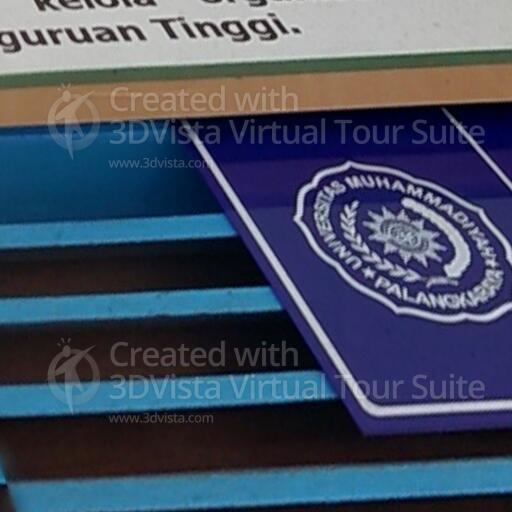 kelola Organ
guruan Tinggi.
Created with
3DVista Virtual Tour Suite
www.3dvista.com
UNIVERSITAS MUHAMMADIYAH
PALANGKARAYA
Created with
3DVista Virtual Tour Suite
www.3dvista.com